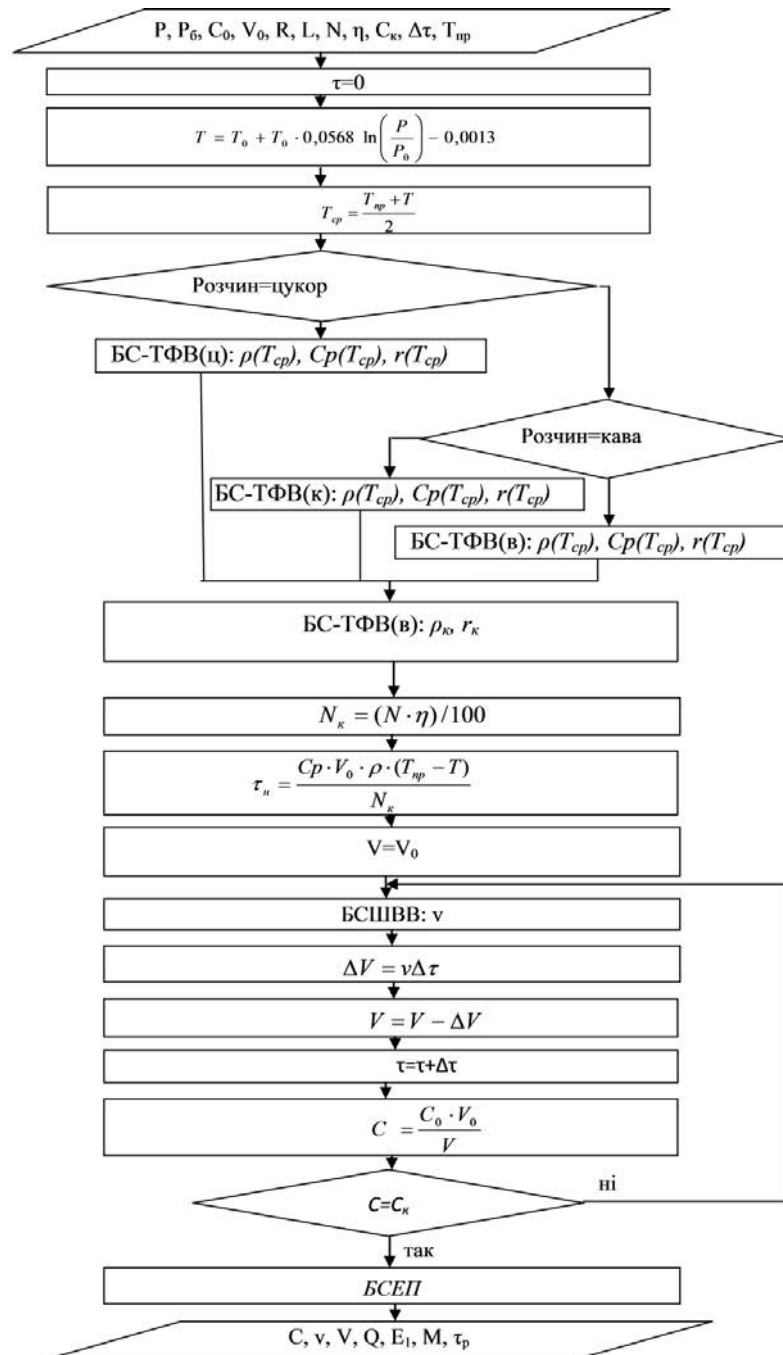 P, Pб, C₀, V₀, R, L, N, η, Cк, Δτ, Tпр
τ=0
T = T₀ + T₀ · 0,0568 ln(P/P₀) − 0,0013
Tср = (Tпр + T)/2
Розчин=цукор
БС-ТФВ(ц): ρ(Tср), Cp(Tср), r(Tср)
Розчин=кава
БС-ТФВ(к): ρ(Tср), Cp(Tср), r(Tср)
БС-ТФВ(в): ρ(Tср), Cp(Tср), r(Tср)
БС-ТФВ(в): ρк, rк
Nк = (N · η) /100
τн = (Cp · V₀ · ρ · (Tпр − T))/Nк
V=V₀
БСШВВ: v
ΔV = vΔτ
V = V − ΔV
τ=τ+Δτ
C = (C₀ · V₀)/V
C=Cк
ні
так
БСЕП
C, v, V, Q, E₁, M, τр